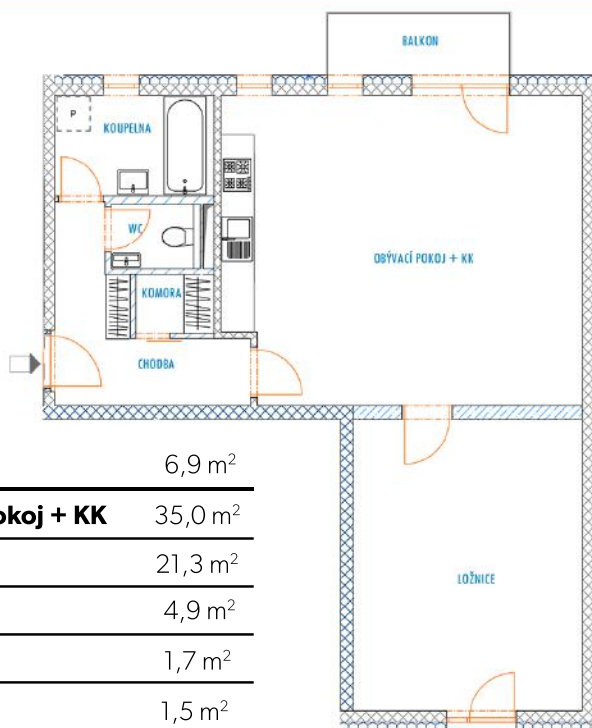 BALKON
P
KOUPELNA
WC
OBÝVACÍ POKOJ + KK
KOMORA
CHODBA
6,9 m²
okoj + KK 35,0 m²
21,3 m²
LOŽNICE
4,9 m²
1,7 m²
1,5 m²